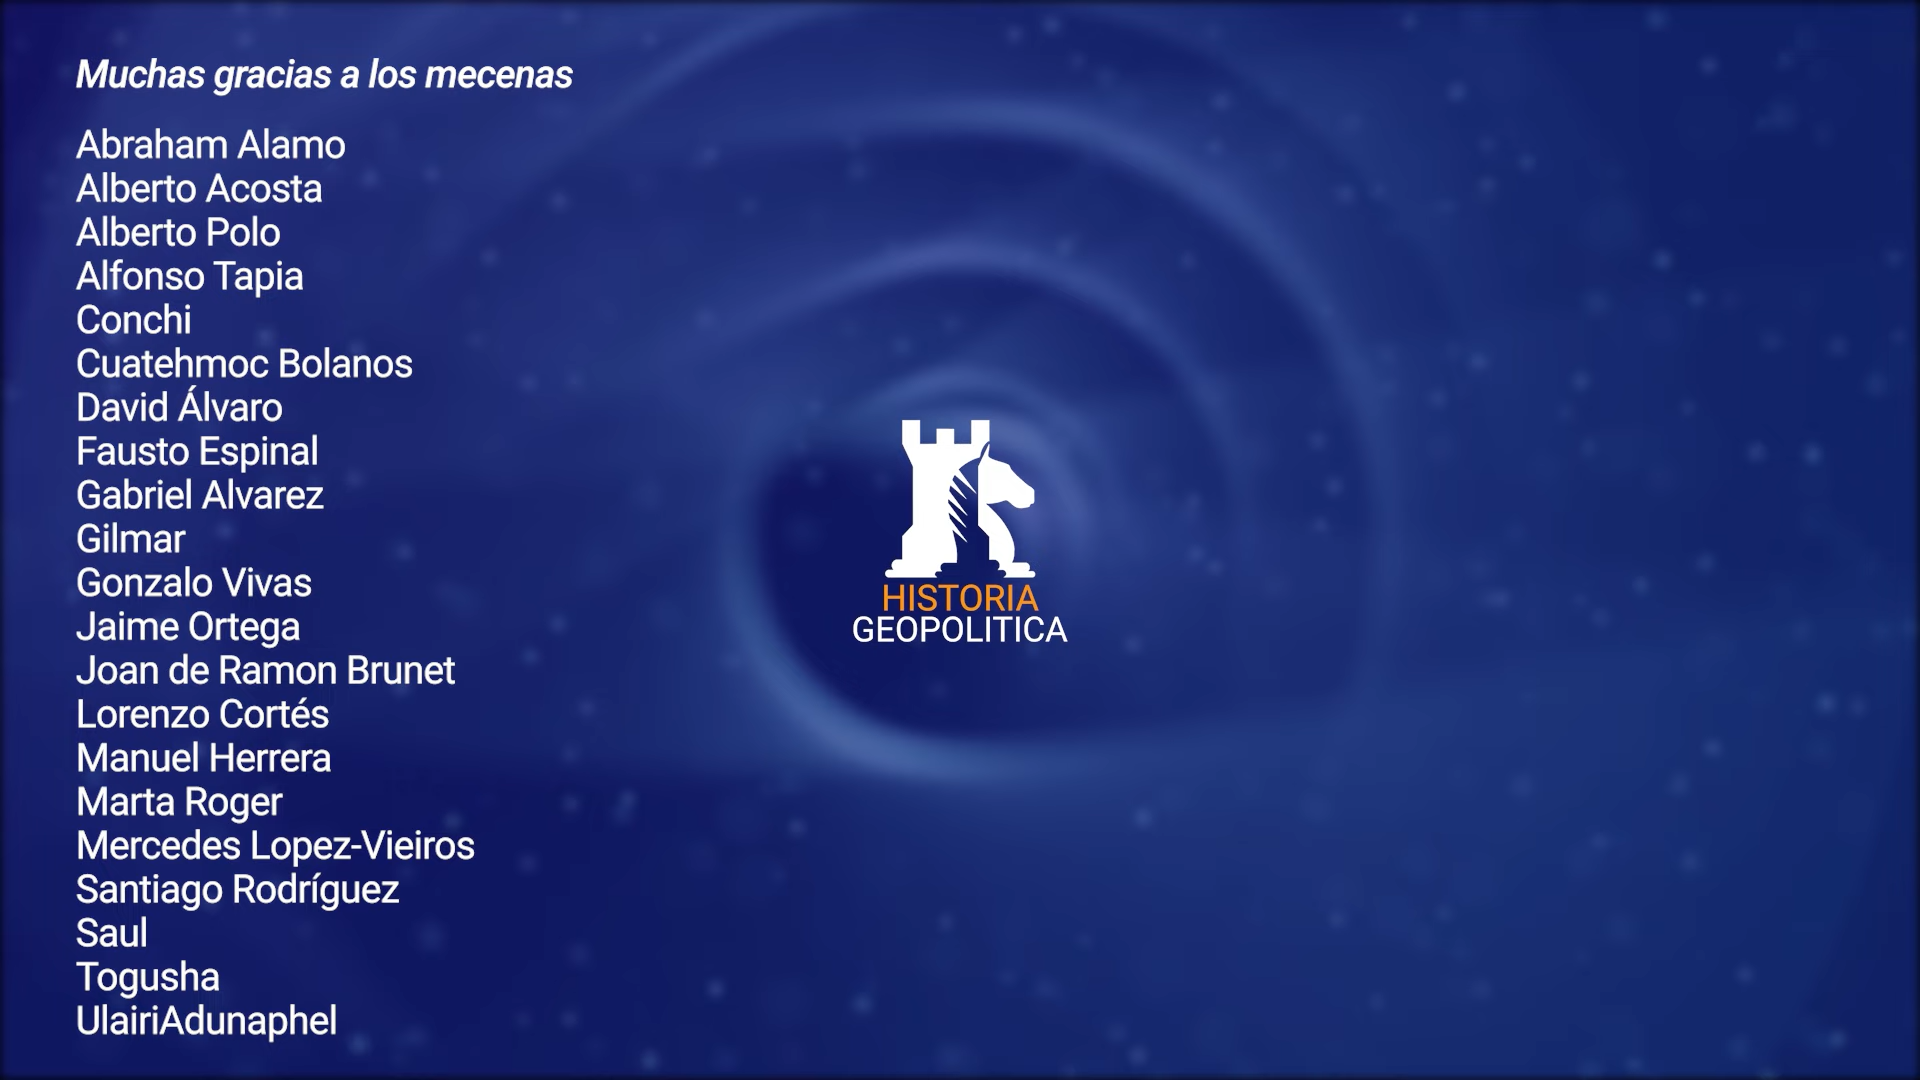 Muchas gracias a los mecenas
Abraham Alamo
Alberto Acosta
Alberto Polo
Alfonso Tapia
Conchi
Cuatehmoc Bolanos
David Álvaro
Fausto Espinal
Gabriel Alvarez
Gilmar
Gonzalo Vivas
Jaime Ortega
Joan de Ramon Brunet
Lorenzo Cortés
Manuel Herrera
Marta Roger
Mercedes Lopez-Vieiros
Santiago Rodríguez
Saul
Togusha
UlairiAdunaphel
HISTORIA
GEOPOLITICA